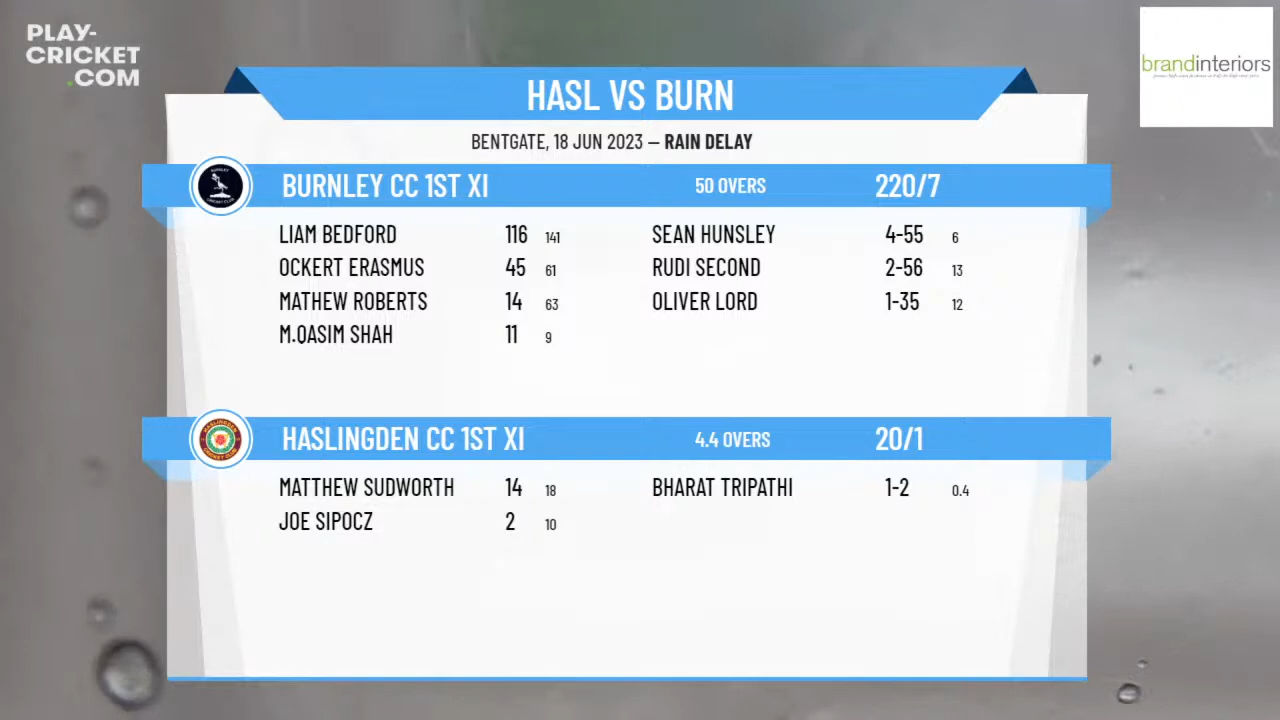 PLAY-
CRICKET
.COM
brandinteriors
HASL VS BURN
BENTGATE, 18 JUN 2023 – RAIN DELAY
BURNLEY CC 1ST XI 50 OVERS 220/7
LIAM BEDFORD 116 141 SEAN HUNSLEY 4-55 6
OCKERT ERASMUS 45 61 RUDI SECOND 2-56 13
MATHEW ROBERTS 14 63 OLIVER LORD 1-35 12
M.QASIM SHAH 11 9
HASLINGDEN CC 1ST XI 4.4 OVERS 20/1
MATTHEW SUDWORTH 14 18 BHARAT TRIPATHI 1-2 0.4
JOE SIPOCZ 2 10